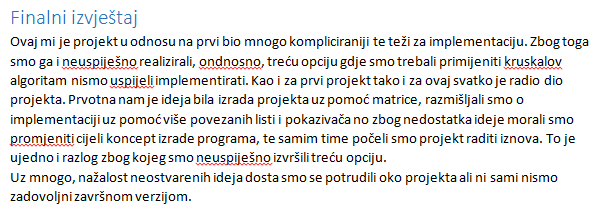 Finalni izvještaj
Ovaj mi je projekt u odnosu na prvi bio mnogo kompliciraniji te teži za implementaciju. Zbog toga
smo ga i neuspiješno realizirali, ondnosno, treću opciju gdje smo trebali primijeniti kruskalov
algoritam nismo uspijeli implementirati. Kao i za prvi projekt tako i za ovaj svatko je radio dio
projekta. Prvotna nam je ideja bila izrada projekta uz pomoć matrice, razmišljali smo o
implementaciji uz pomoć više povezanih listi i pokazivača no zbog nedostatka ideje morali smo
promjeniti cijeli koncept izrade programa, te samim time počeli smo projekt raditi iznova. To je
ujedno i razlog zbog kojeg smo neuspiješno izvršili treću opciju.
Uz mnogo, nažalost neostvarenih ideja dosta smo se potrudili oko projekta ali ni sami nismo
zadovoljni završnom verzijom.